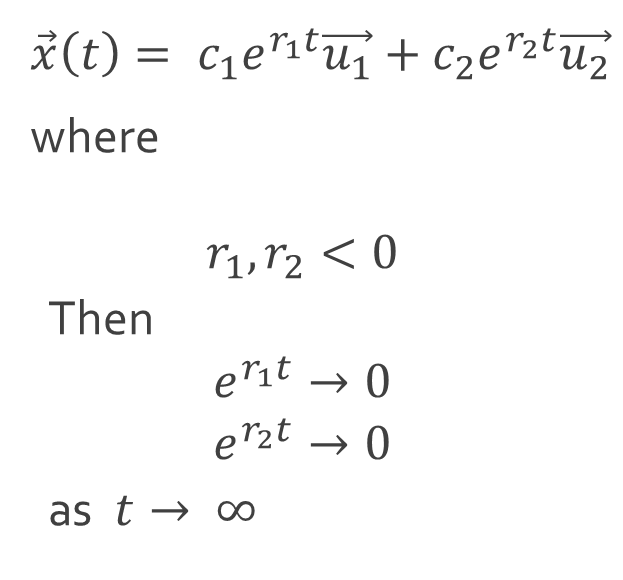 x⃗(t) = c₁e^{r₁t}u₁⃗ + c₂e^{r₂t}u₂⃗
where
r₁, r₂ < 0
Then
e^{r₁t} → 0
e^{r₂t} → 0
as t → ∞